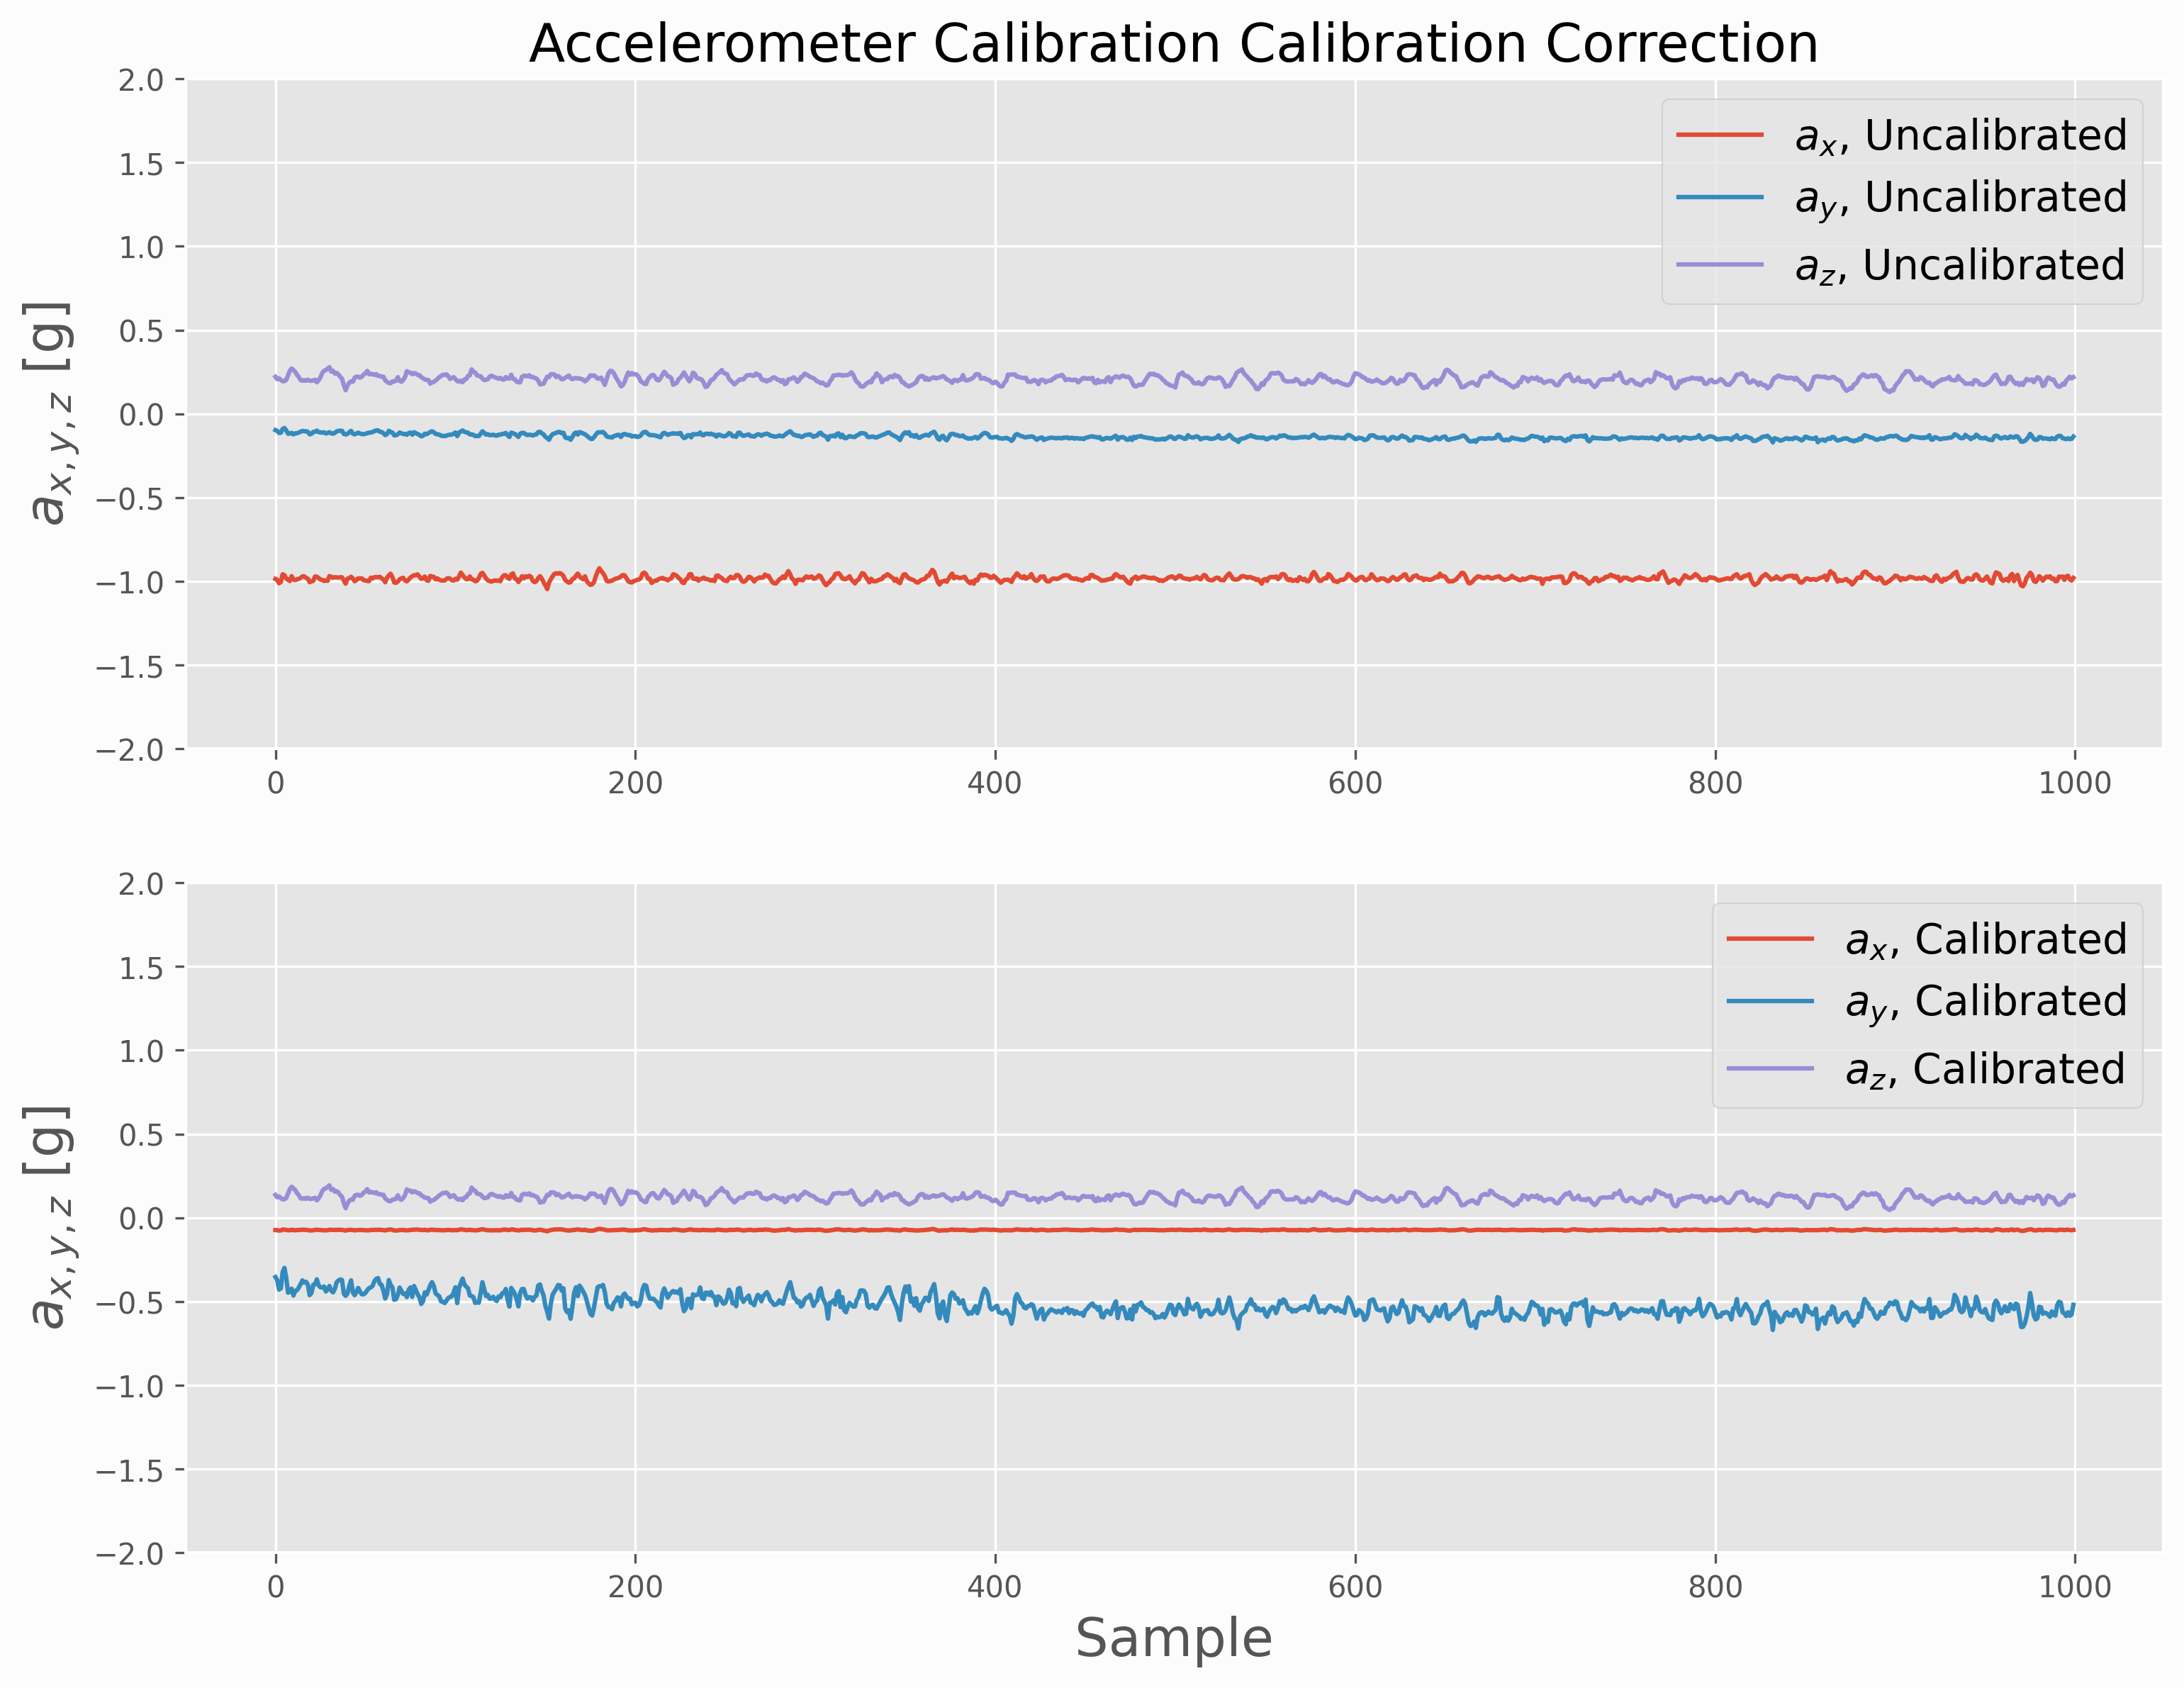 Accelerometer Calibration Calibration Correction
2.0
1.5
1.0
0.5
0.0
−0.5
−1.0
−1.5
−2.0
a_{x,y,z} [g]
a_x, Uncalibrated
a_y, Uncalibrated
a_z, Uncalibrated
0 200 400 600 800 1000
2.0
1.5
1.0
0.5
0.0
−0.5
−1.0
−1.5
−2.0
a_{x,y,z} [g]
a_x, Calibrated
a_y, Calibrated
a_z, Calibrated
0 200 400 600 800 1000
Sample